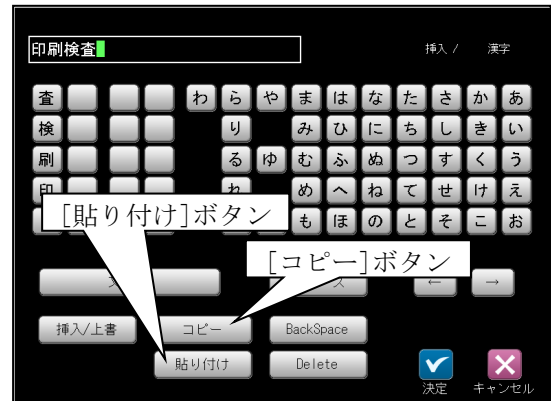 印刷検査
挿入 / 漢字
査 わ ら や ま は な た さ か あ
検 り み ひ に ち し き い
刷 る ゆ む ふ ぬ つ す く う
印 れ め へ ね て せ け え
も ほ の と そ こ お
[貼り付け]ボタン
[コピー]ボタン
ス
← →
挿入/上書 コピー BackSpace
貼り付け Delete
決定 キャンセル